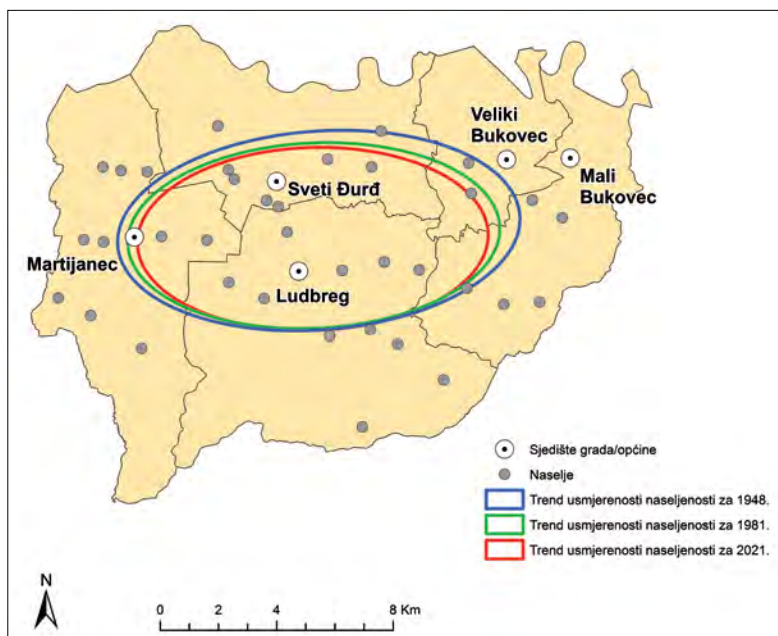 Veliki
Bukovec
Mali
Bukovec
Sveti Đurđ
Martijanec
Ludbreg
Sjedište grada/općine
Naselje
Trend usmjerenosti naseljenosti za 1948.
Trend usmjerenosti naseljenosti za 1981.
Trend usmjerenosti naseljenosti za 2021.
N
0 2 4 8 Km